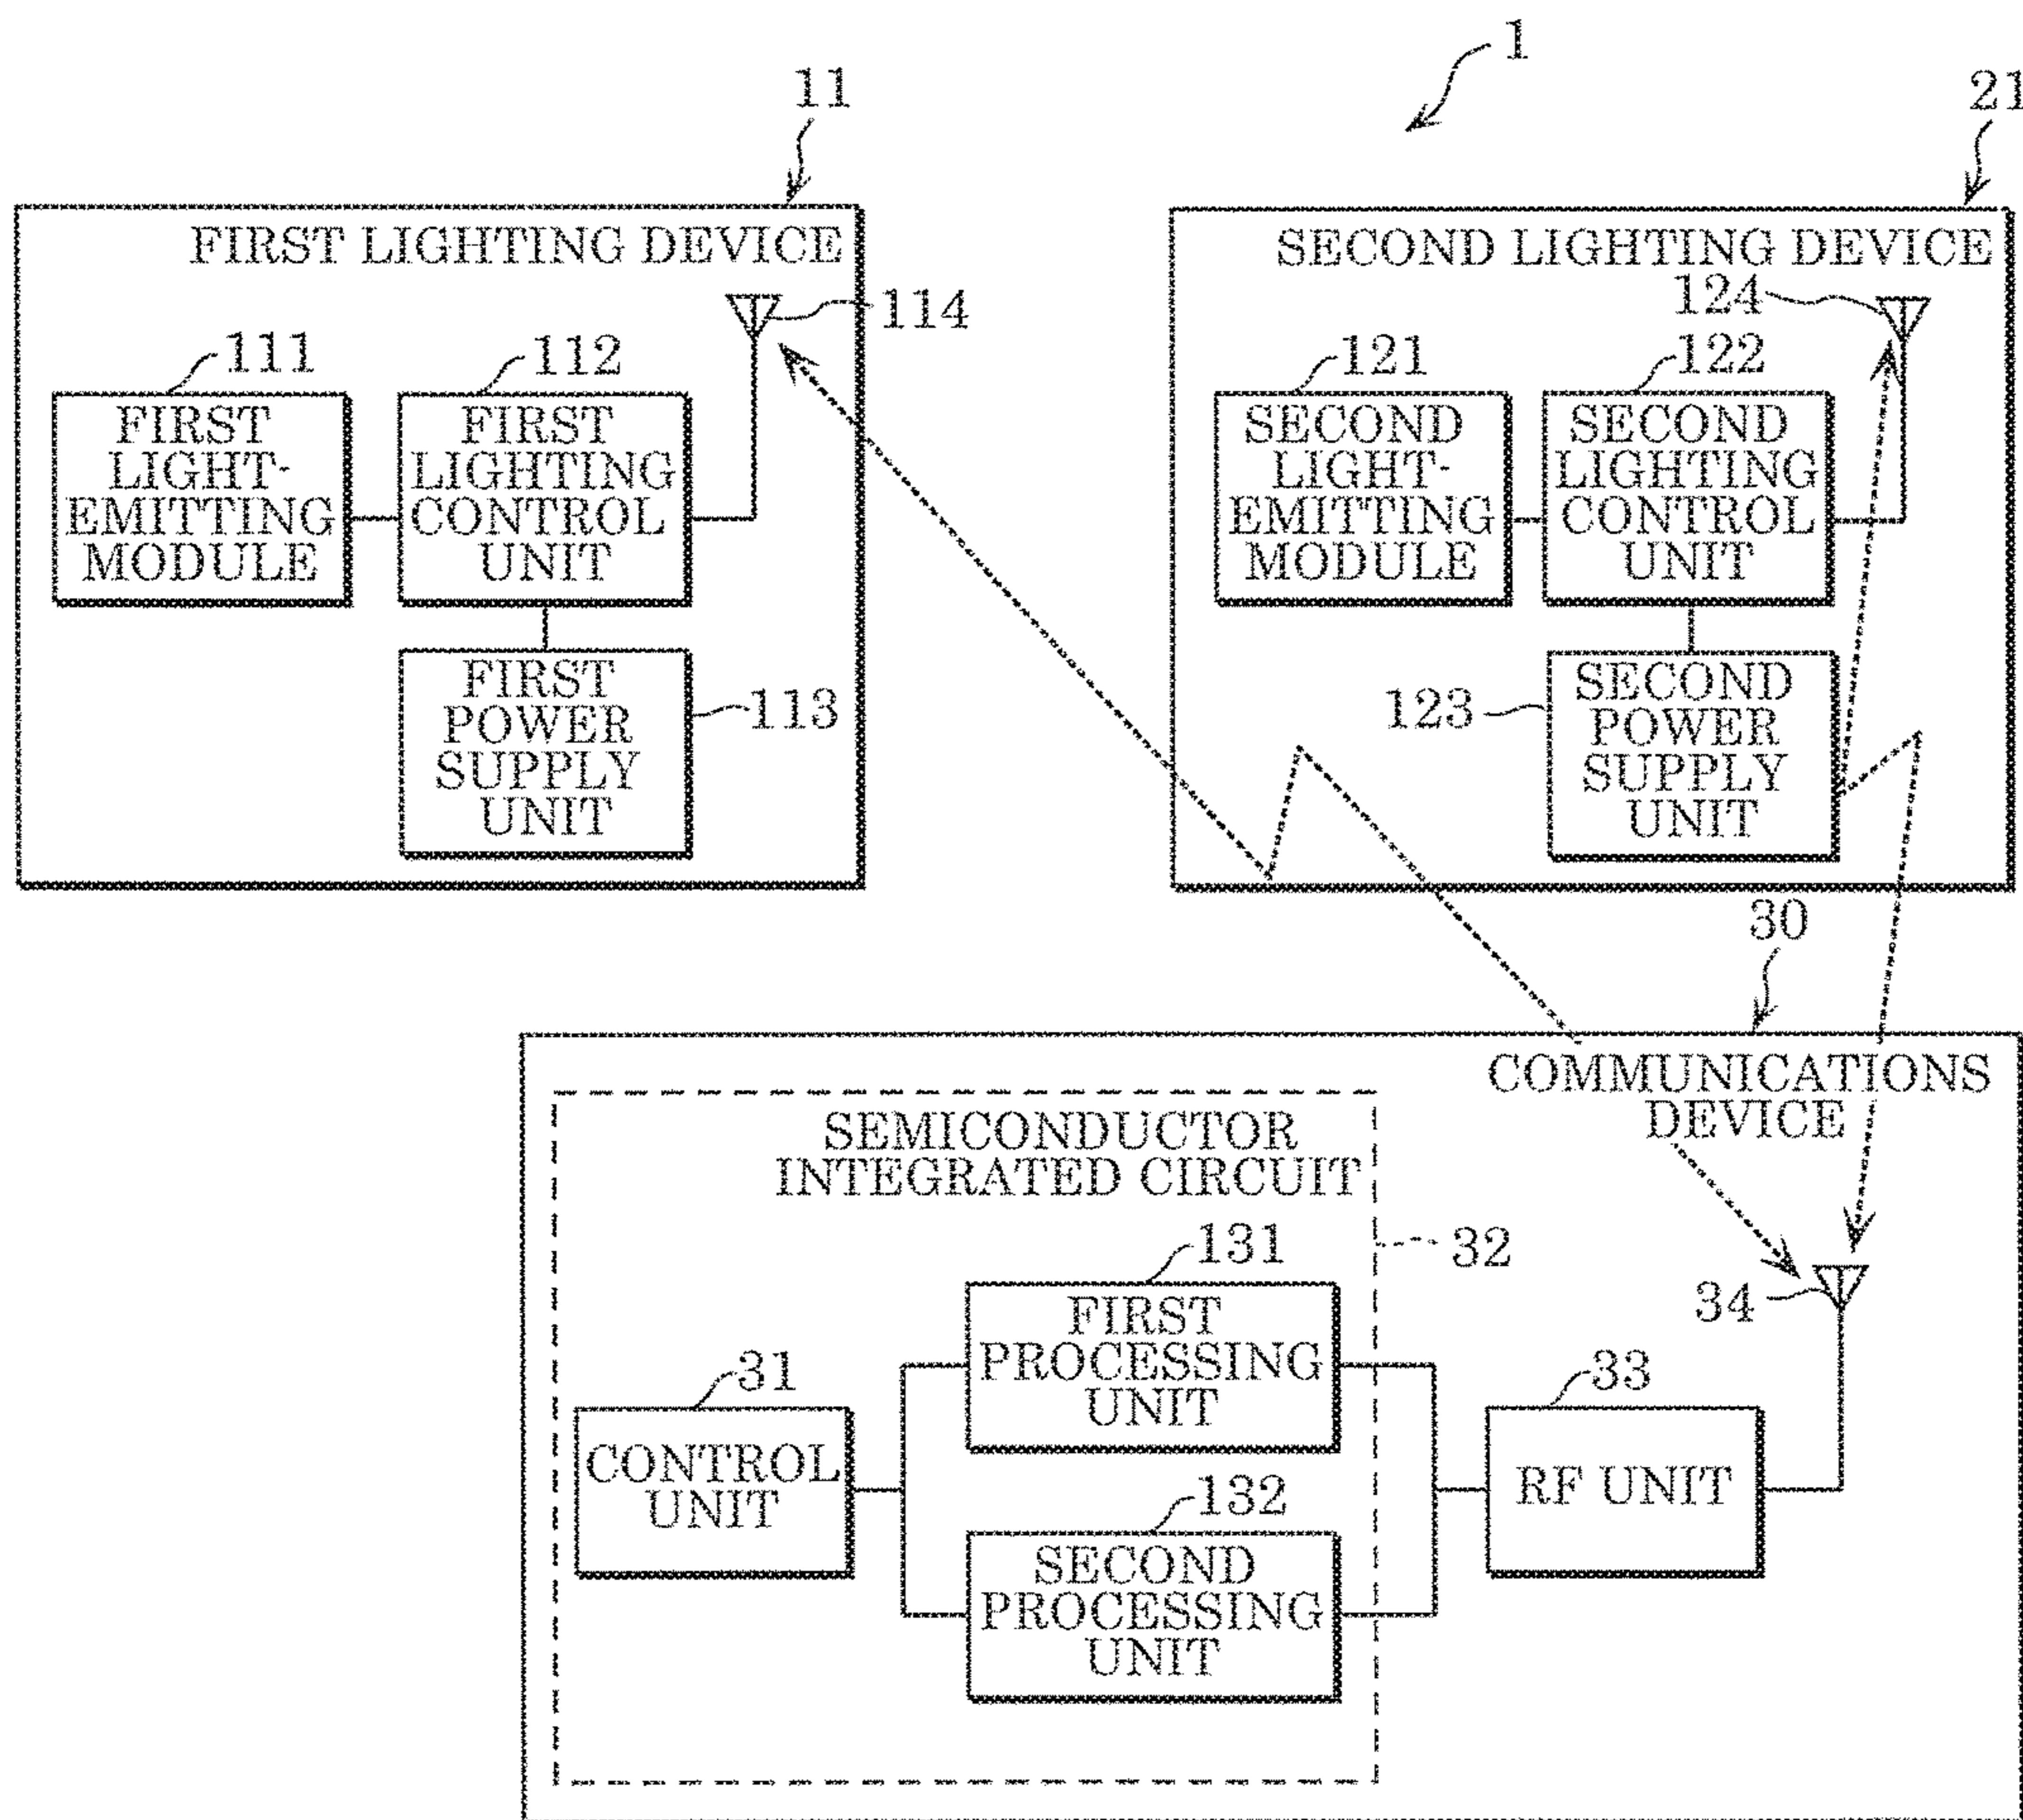 1
11
21
FIRST LIGHTING DEVICE
114
111
112
FIRST
LIGHT-
EMITTING
MODULE
FIRST
LIGHTING
CONTROL
UNIT
FIRST
POWER
SUPPLY
UNIT
113
SECOND LIGHTING DEVICE
124
121
122
SECOND
LIGHT-
EMITTING
MODULE
SECOND
LIGHTING
CONTROL
UNIT
123
SECOND
POWER
SUPPLY
UNIT
30
COMMUNICATIONS
DEVICE
SEMICONDUCTOR
INTEGRATED CIRCUIT
32
131
FIRST
PROCESSING
UNIT
34
31
CONTROL
UNIT
33
RF UNIT
132
SECOND
PROCESSING
UNIT